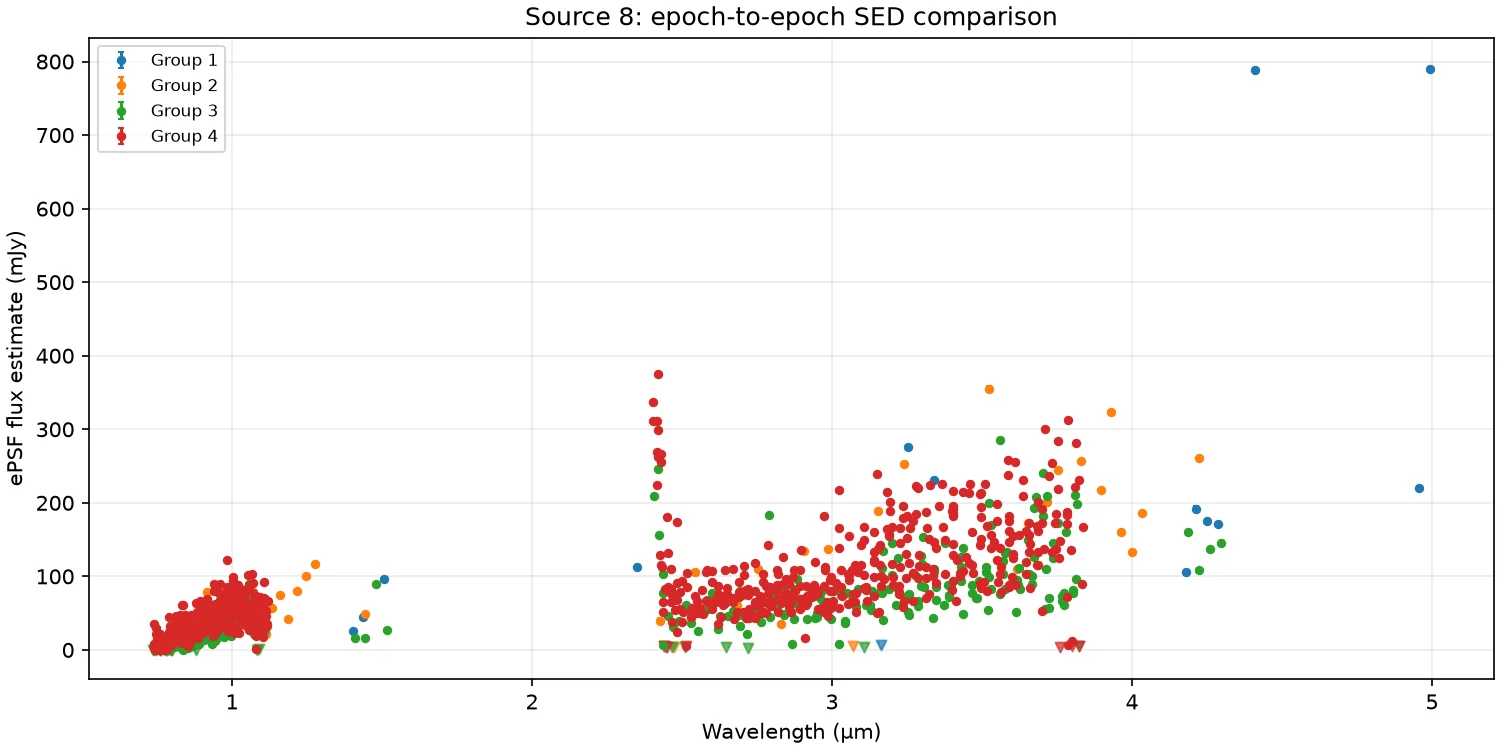 Source 8: epoch-to-epoch SED comparison
Group 1
Group 2
Group 3
Group 4
ePSF flux estimate (mJy)
800
700
600
500
400
300
200
100
0
1 2 3 4 5
Wavelength (μm)